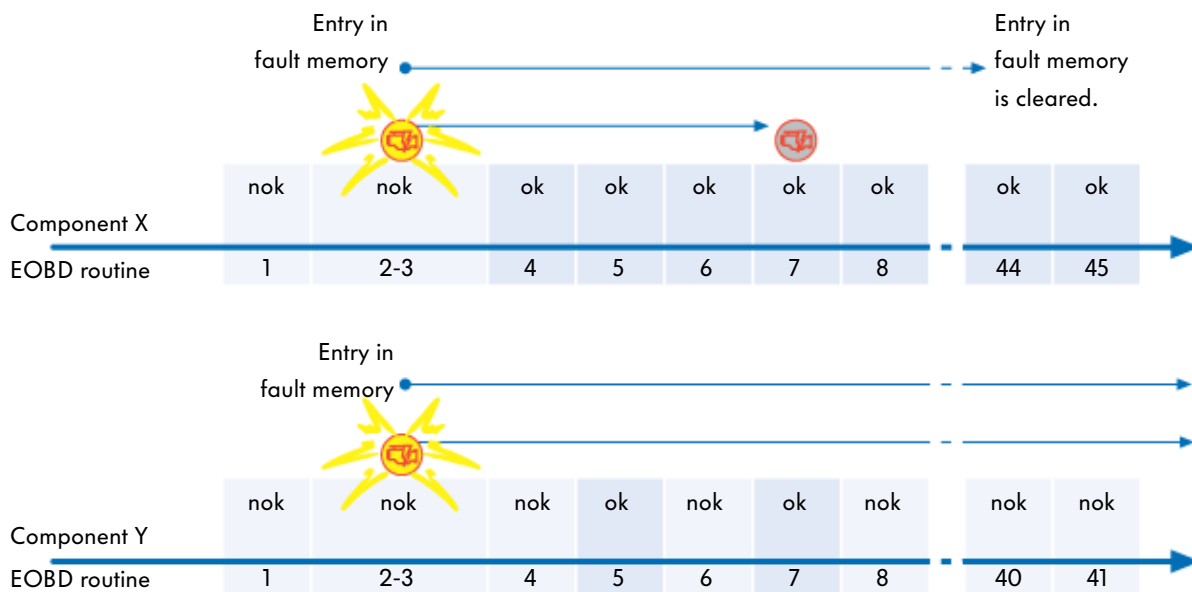 Entry in
fault memory
Entry in
fault memory
is cleared.
nok nok ok ok ok ok ok ok ok
Component X
EOBD routine 1 2-3 4 5 6 7 8 44 45
Entry in
fault memory
nok nok nok ok nok ok nok nok nok
Component Y
EOBD routine 1 2-3 4 5 6 7 8 40 41